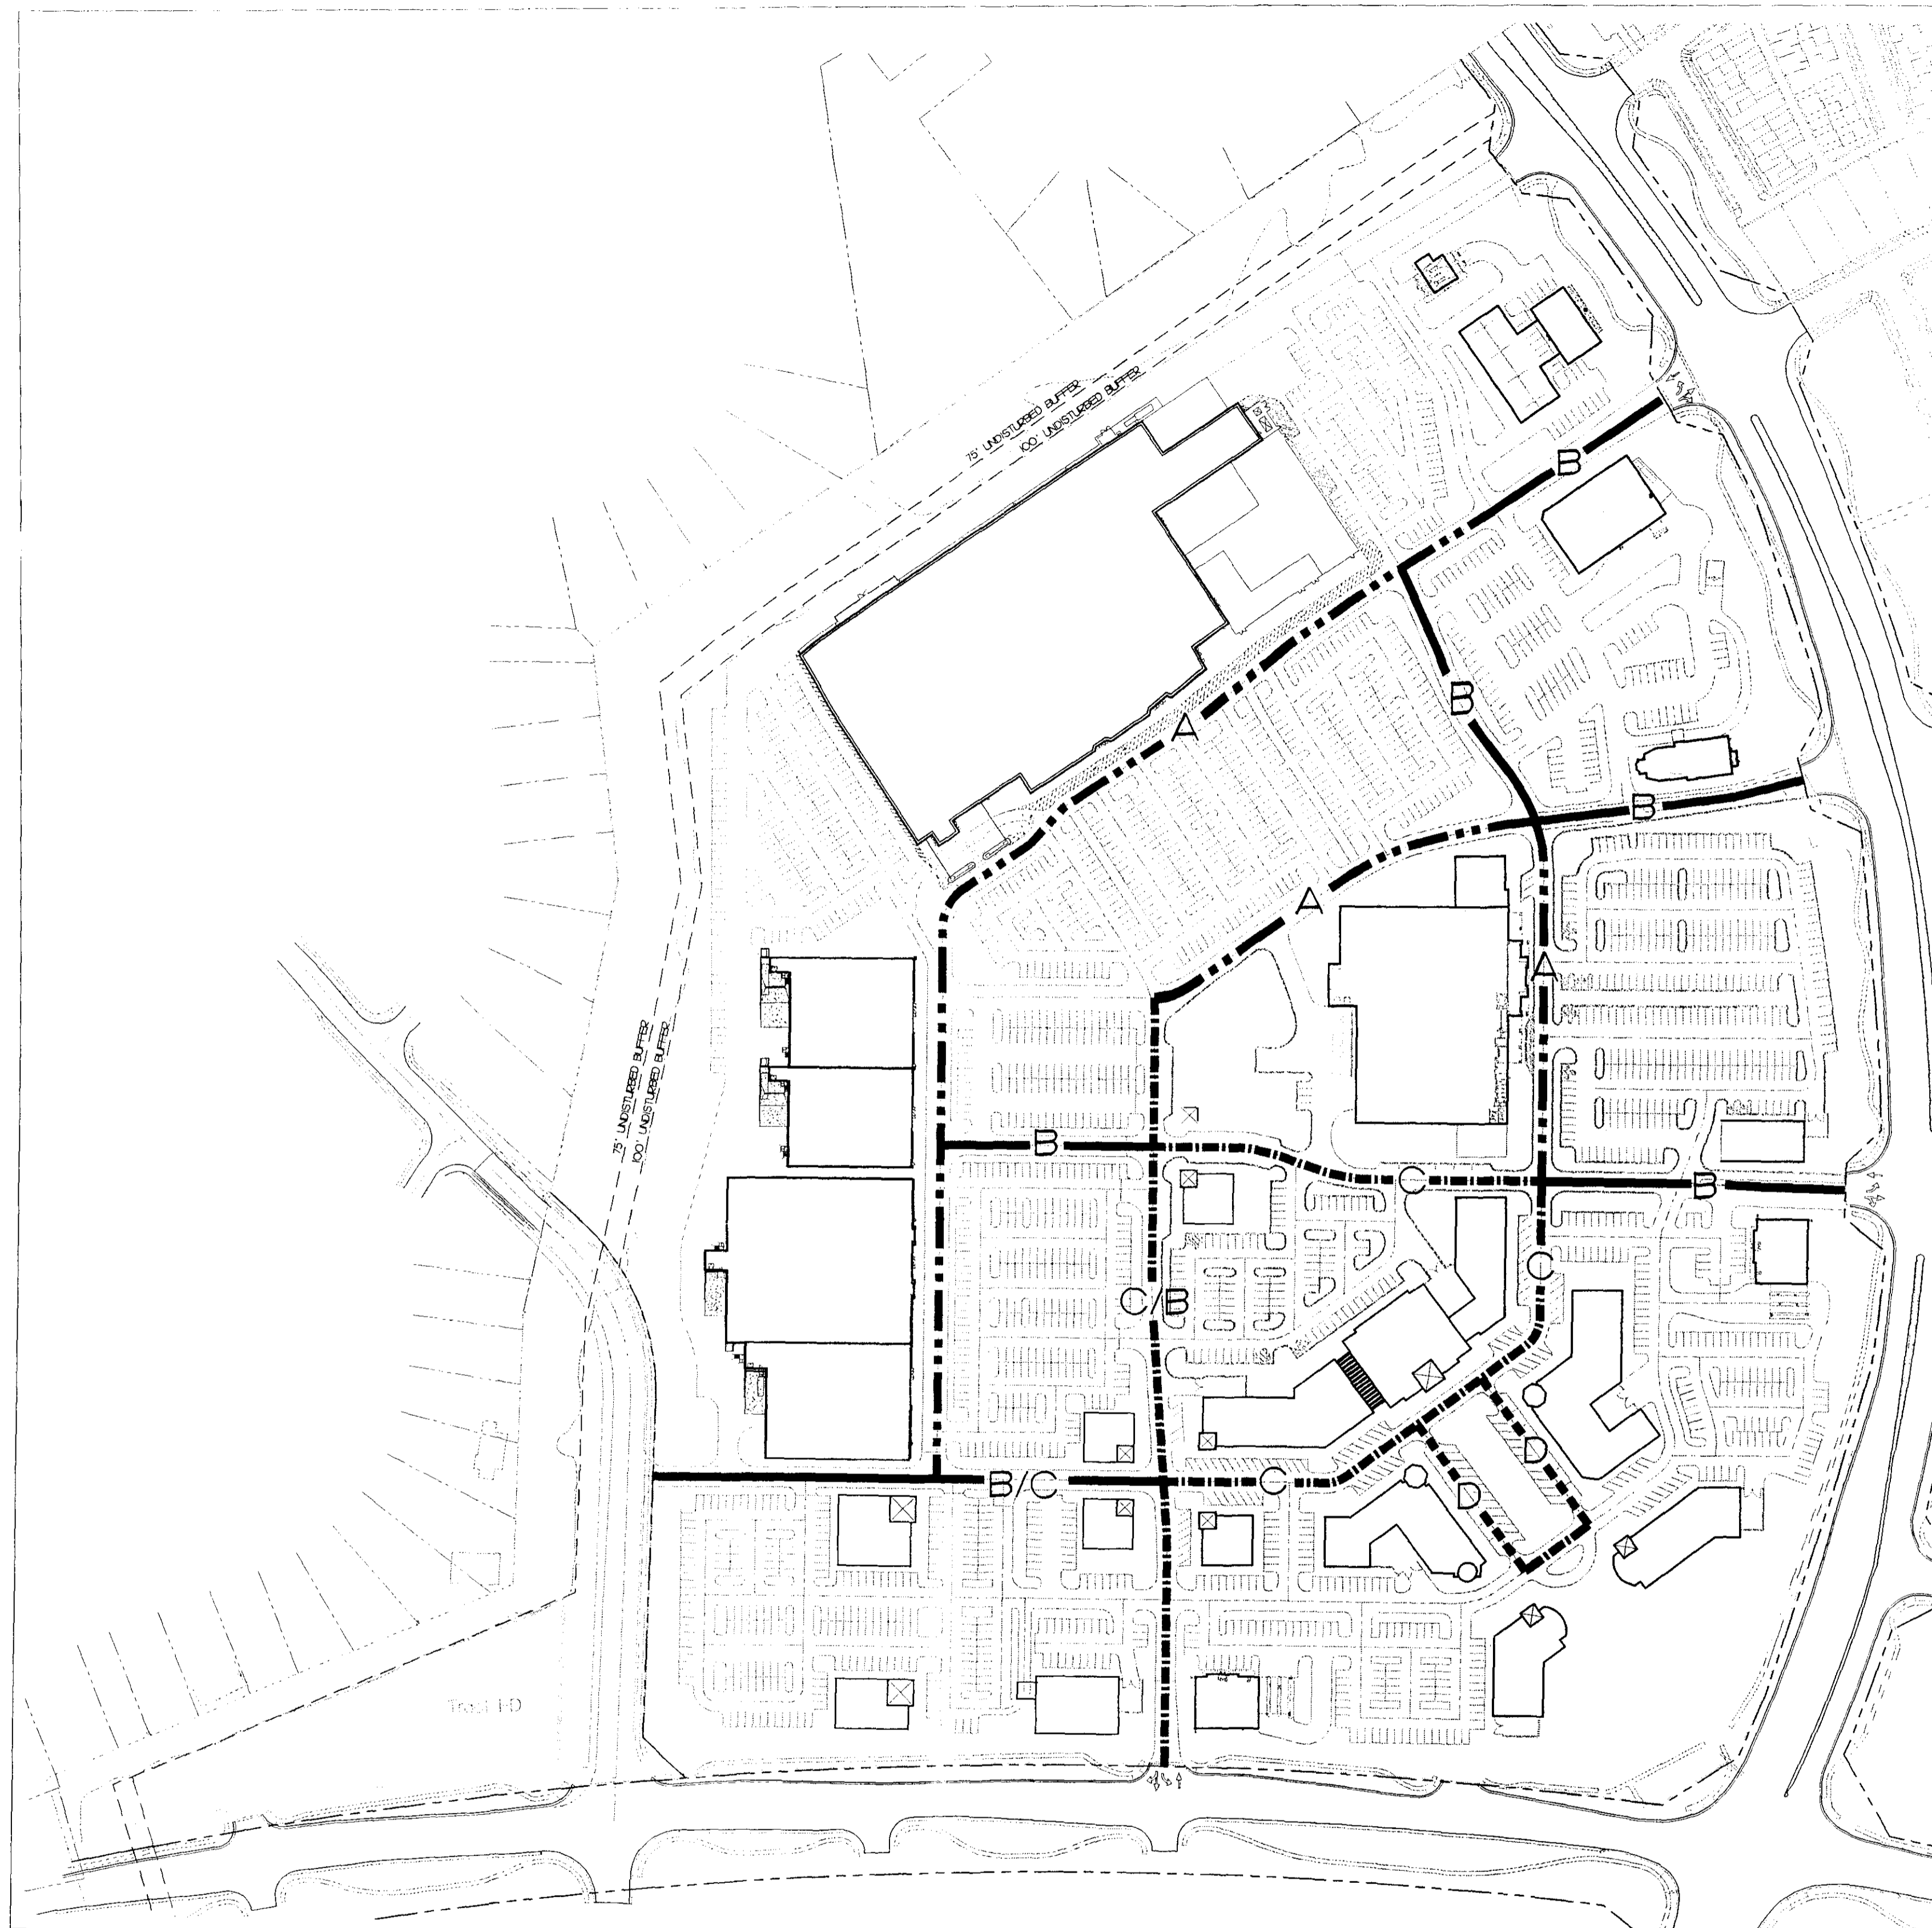 75' UNDISTURBED BUFFER
100' UNDISTURBED BUFFER
B
B
A
B
A
A
75' UNDISTURBED BUFFER
100' UNDISTURBED BUFFER
B
C
B
C
C/B
D
B/C
C
D